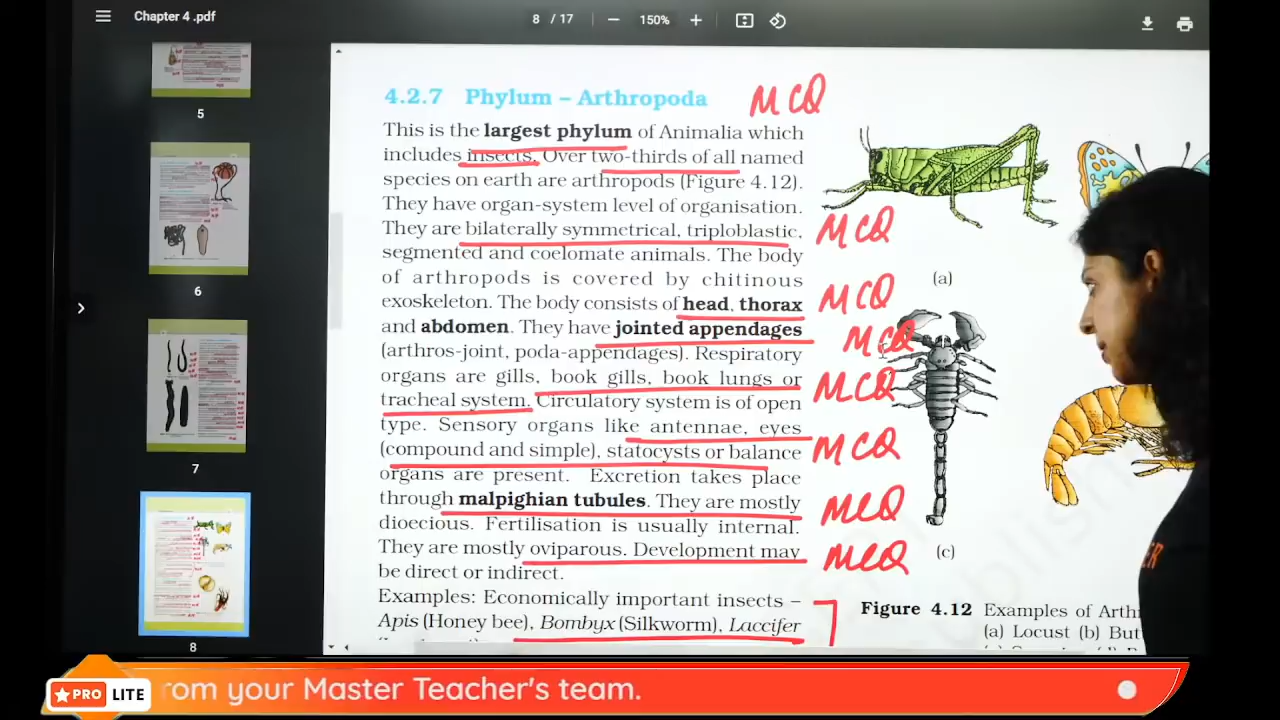 Chapter 4 .pdf
8 / 17
150%
5
6
7
8
4.2.7 Phylum – Arthropoda
MCQ
This is the largest phylum of Animalia which
includes insects. Over two-thirds of all named
species on earth are arthropods (Figure 4.12).
They have organ-system level of organisation.
They are bilaterally symmetrical, triploblastic,
MCQ
segmented and coelomate animals. The body
of arthropods is covered by chitinous
exoskeleton. The body consists of head, thorax
MCQ
and abdomen. They have jointed appendages
MCQ
(arthros-joint, poda-appendages). Respiratory
organs are gills, book gills, book lungs or
MCQ
tracheal system. Circulatory system is of open
type. Sensory organs like antennae, eyes
(compound and simple), statocysts or balance
MCQ
organs are present. Excretion takes place
through malpighian tubules. They are mostly
MCQ
dioecious. Fertilisation is usually internal.
They are mostly oviparous. Development may
MCQ
be direct or indirect.
Examples: Economically important insects –
Apis (Honey bee), Bombyx (Silkworm), Laccifer
(a)
(c)
Figure 4.12 Examples of Arth
(a) Locust (b) But
PRO LITE
rom your Master Teacher's team.